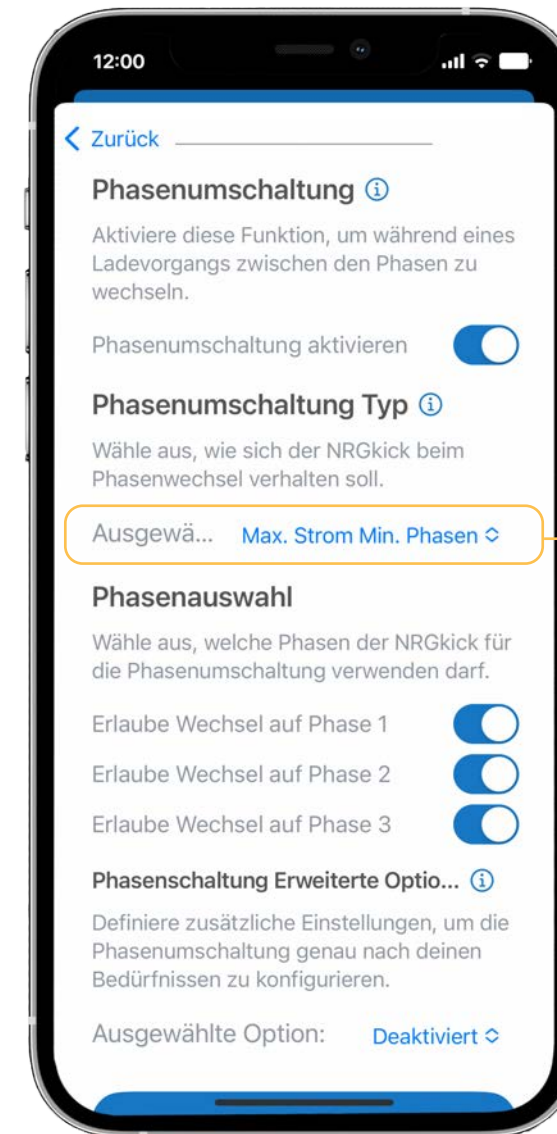 12:00
Zurück
Phasenumschaltung
Aktiviere diese Funktion, um während eines
Ladevorgangs zwischen den Phasen zu
wechseln.
Phasenumschaltung aktivieren
Phasenumschaltung Typ
Wähle aus, wie sich der NRGkick beim
Phasenwechsel verhalten soll.
Ausgewä... Max. Strom Min. Phasen
Phasenauswahl
Wähle aus, welche Phasen der NRGkick für
die Phasenumschaltung verwenden darf.
Erlaube Wechsel auf Phase 1
Erlaube Wechsel auf Phase 2
Erlaube Wechsel auf Phase 3
Phasenschaltung Erweiterte Optio...
Definiere zusätzliche Einstellungen, um die
Phasenumschaltung genau nach deinen
Bedürfnissen zu konfigurieren.
Ausgewählte Option: Deaktiviert